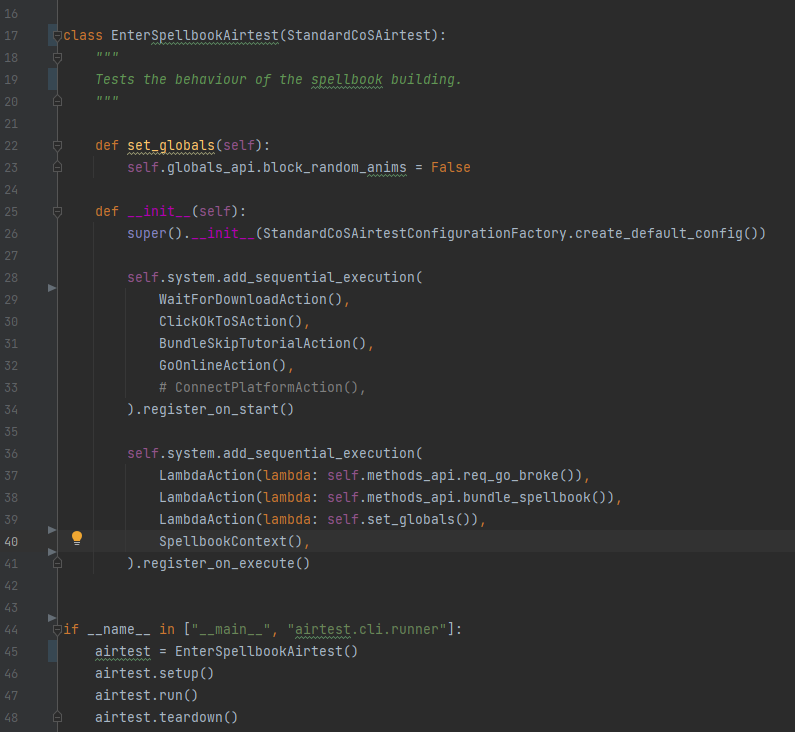 16
17 class EnterSpellbookAirtest(StandardCoSAirtest):
18 """
19 Tests the behaviour of the spellbook building.
20 """
21
22 def set_globals(self):
23 self.globals_api.block_random_anims = False
24
25 def __init__(self):
26 super().__init__(StandardCoSAirtestConfigurationFactory.create_default_config())
27
28 self.system.add_sequential_execution(
29 WaitForDownloadAction(),
30 ClickOkToSAction(),
31 BundleSkipTutorialAction(),
32 GoOnlineAction(),
33 # ConnectPlatformAction(),
34 ).register_on_start()
35
36 self.system.add_sequential_execution(
37 LambdaAction(lambda: self.methods_api.req_go_broke()),
38 LambdaAction(lambda: self.methods_api.bundle_spellbook()),
39 LambdaAction(lambda: self.set_globals()),
40 SpellbookContext(),
41 ).register_on_execute()
42
43
44 if __name__ in ["__main__", "airtest.cli.runner"]:
45 airtest = EnterSpellbookAirtest()
46 airtest.setup()
47 airtest.run()
48 airtest.teardown()